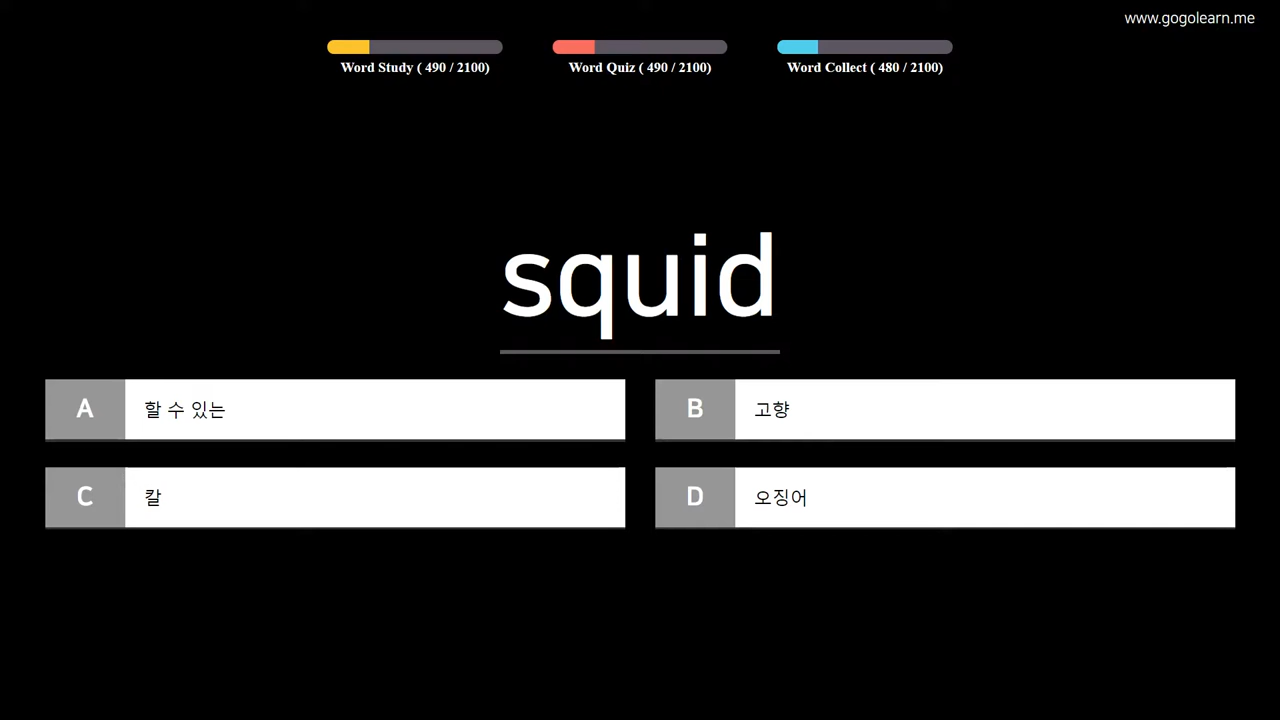 www.gogolearn.me
Word Study ( 490 / 2100)
Word Quiz ( 490 / 2100)
Word Collect ( 480 / 2100)
squid
A 할 수 있는
B 고향
C 칼
D 오징어